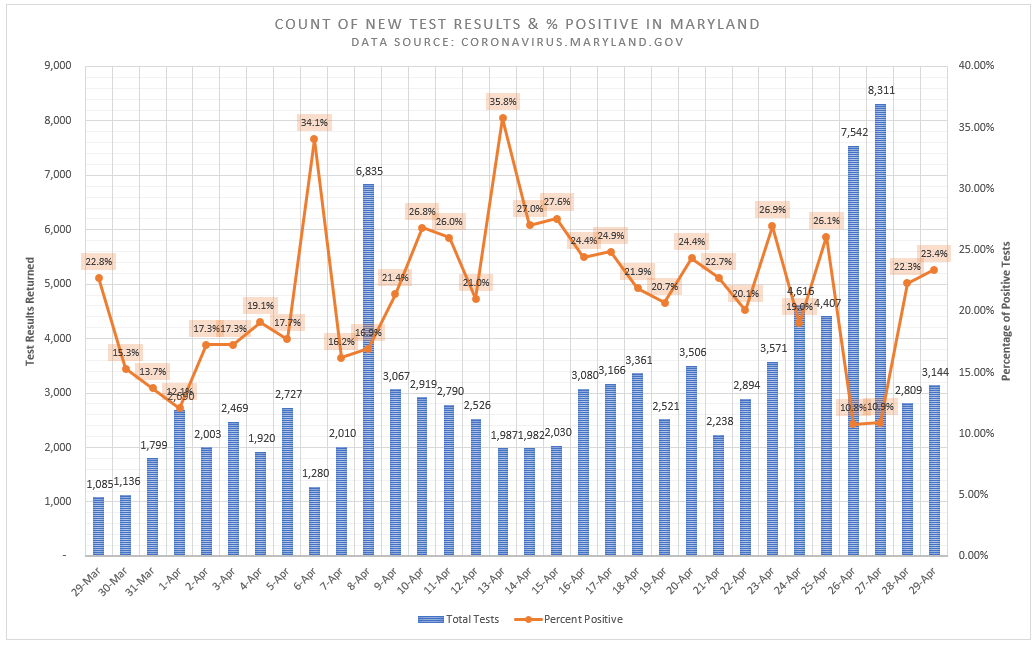 COUNT OF NEW TEST RESULTS & % POSITIVE IN MARYLAND
DATA SOURCE: CORONAVIRUS.MARYLAND.GOV
Test Results Returned
9,000
8,000
7,000
6,000
5,000
4,000
3,000
2,000
1,000
-
22.8%
15.3%
13.7%
12.1%
17.3%
17.3%
19.1%
17.7%
34.1%
16.2%
16.9%
21.4%
26.8%
26.0%
21.0%
35.8%
27.0%
27.6%
24.4%
24.9%
21.9%
20.7%
24.4%
22.7%
20.1%
26.9%
19.0%
26.1%
10.8%
10.9%
22.3%
23.4%
1,085
1,136
1,799
2,690
2,003
2,469
1,920
2,727
1,280
2,010
6,835
3,067
2,919
2,790
2,526
1,987
1,982
2,030
3,080
3,166
3,361
2,521
3,506
2,238
2,894
3,571
4,616
4,407
7,542
8,311
2,809
3,144
40.00%
35.00%
30.00%
25.00%
20.00%
15.00%
10.00%
5.00%
0.00%
Percentage of Positive Tests
29-Mar
30-Mar
31-Mar
1-Apr
2-Apr
3-Apr
4-Apr
5-Apr
6-Apr
7-Apr
8-Apr
9-Apr
10-Apr
11-Apr
12-Apr
13-Apr
14-Apr
15-Apr
16-Apr
17-Apr
18-Apr
19-Apr
20-Apr
21-Apr
22-Apr
23-Apr
24-Apr
25-Apr
26-Apr
27-Apr
28-Apr
29-Apr
Total Tests
Percent Positive